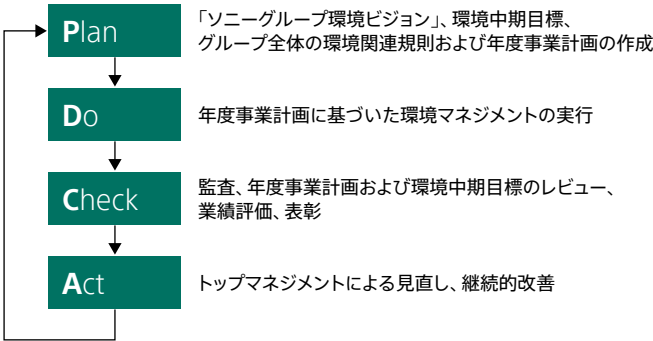 Plan
「ソニーグループ環境ビジョン」、環境中期目標、
グループ全体の環境関連規則および年度事業計画の作成
Do
年度事業計画に基づいた環境マネジメントの実行
Check
監査、年度事業計画および環境中期目標のレビュー、
業績評価、表彰
Act
トップマネジメントによる見直し、継続的改善